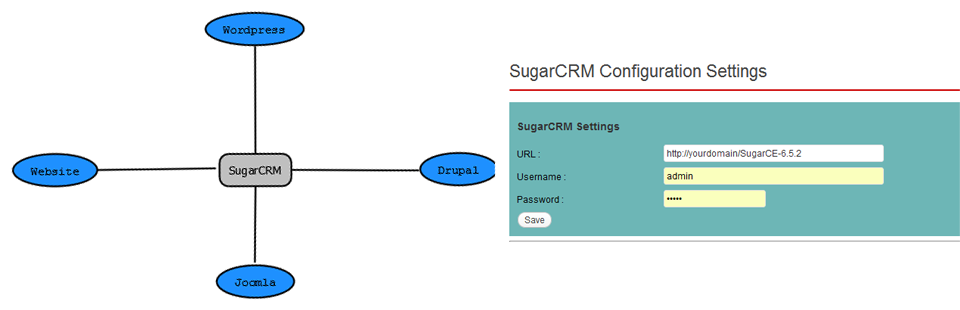 Wordpress
Website
SugarCRM
Drupal
Joomla
SugarCRM Configuration Settings
SugarCRM Settings
URL : http://yourdomain/SugarCE-6.5.2
Username : admin
Password : •••••
Save